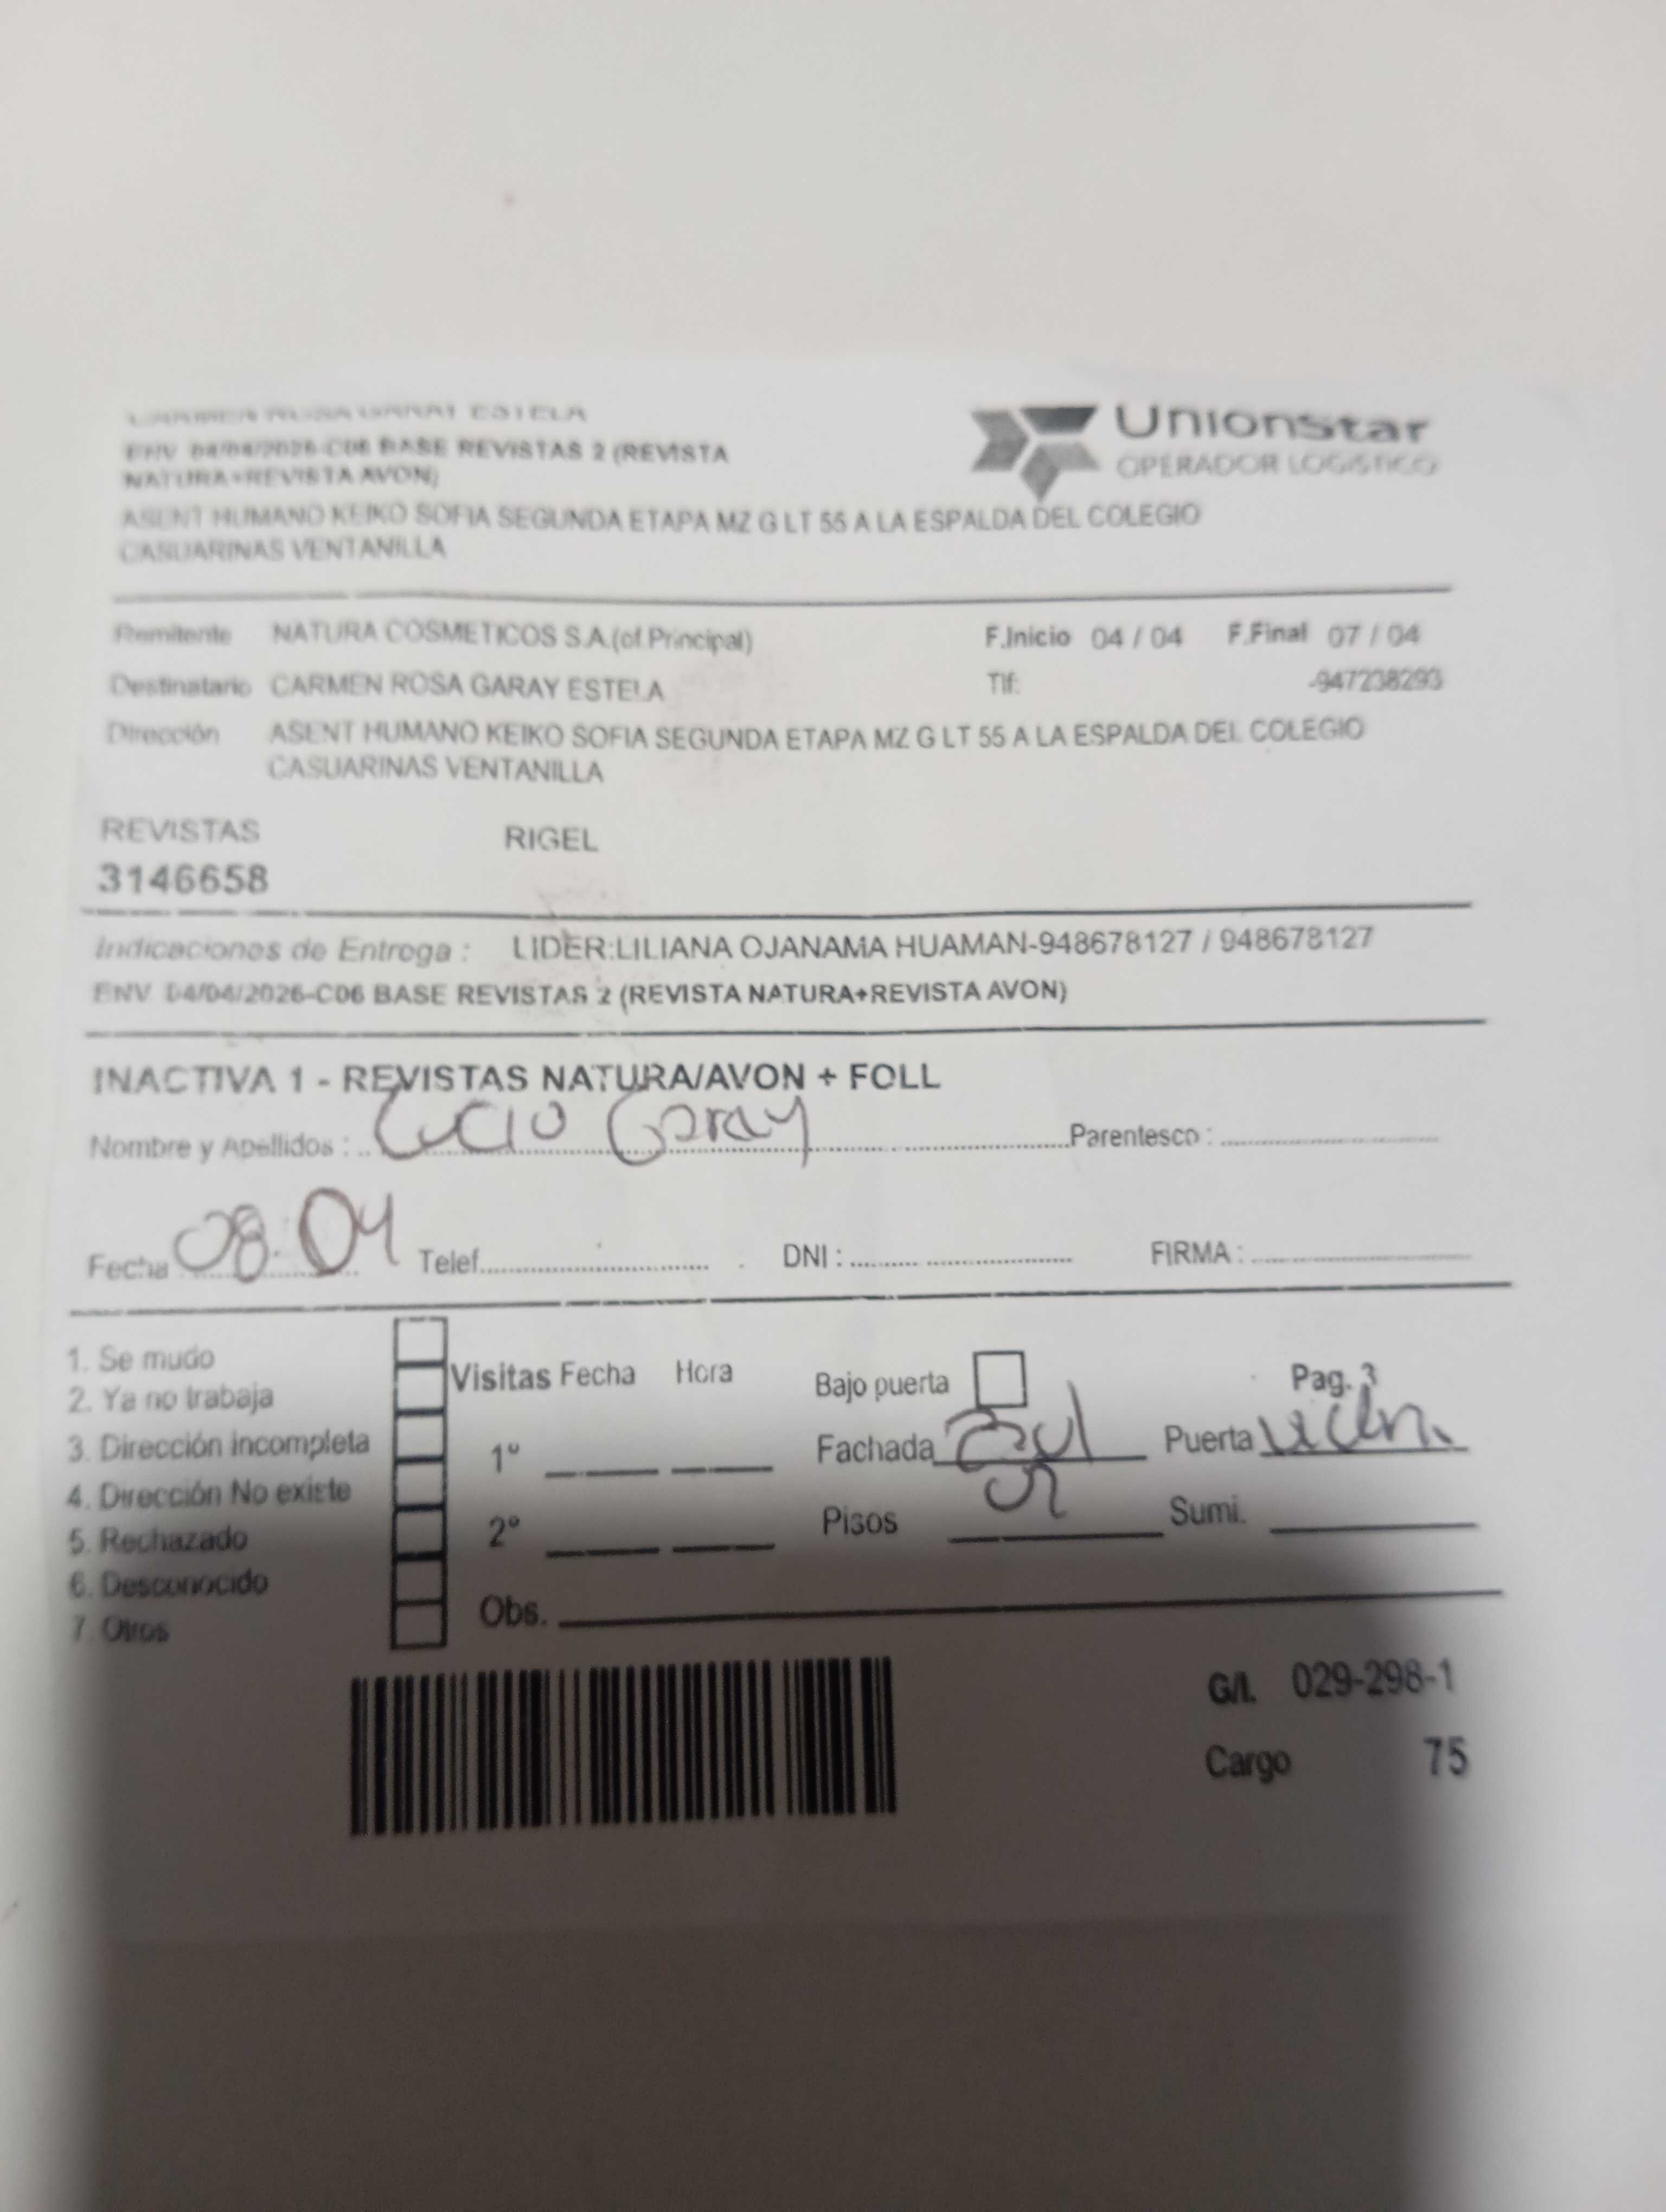 CARMEN ROSA GARAY ESTELA
UnionStar
OPERADOR LOGISTICO
ENV 04/04/2026-C06 BASE REVISTAS 2 (REVISTA
NATURA+REVISTA AVON)
ASENT HUMANO KEIKO SOFIA SEGUNDA ETAPA MZ G LT 55 A LA ESPALDA DEL COLEGIO
CASUARINAS VENTANILLA
Remitente NATURA COSMETICOS S.A.(of.Principal) F.Inicio 04 / 04 F.Final 07 / 04
Destinatario CARMEN ROSA GARAY ESTELA Tlf: -947238293
Dirección ASENT HUMANO KEIKO SOFIA SEGUNDA ETAPA MZ G LT 55 A LA ESPALDA DEL COLEGIO
CASUARINAS VENTANILLA
REVISTAS RIGEL
3146658
Indicaciones de Entrega : LIDER:LILIANA OJANAMA HUAMAN-948678127 / 948678127
ENV 04/04/2026-C06 BASE REVISTAS 2 (REVISTA NATURA+REVISTA AVON)
INACTIVA 1 - REVISTAS NATURA/AVON + FOLL
Nombre y Apellidos : Lucio Garay Parentesco :
Fecha 08.04 Telef. DNI : FIRMA :
1. Se mudo
2. Ya no trabaja
3. Dirección incompleta
4. Dirección No existe
5. Rechazado
6. Desconocido
7. Otros
Visitas Fecha Hora
1º
2º
Obs.
Bajo puerta Pag. 3
Fachada Puerta
Pisos Sumi.
G/I. 029-298-1
Cargo 75